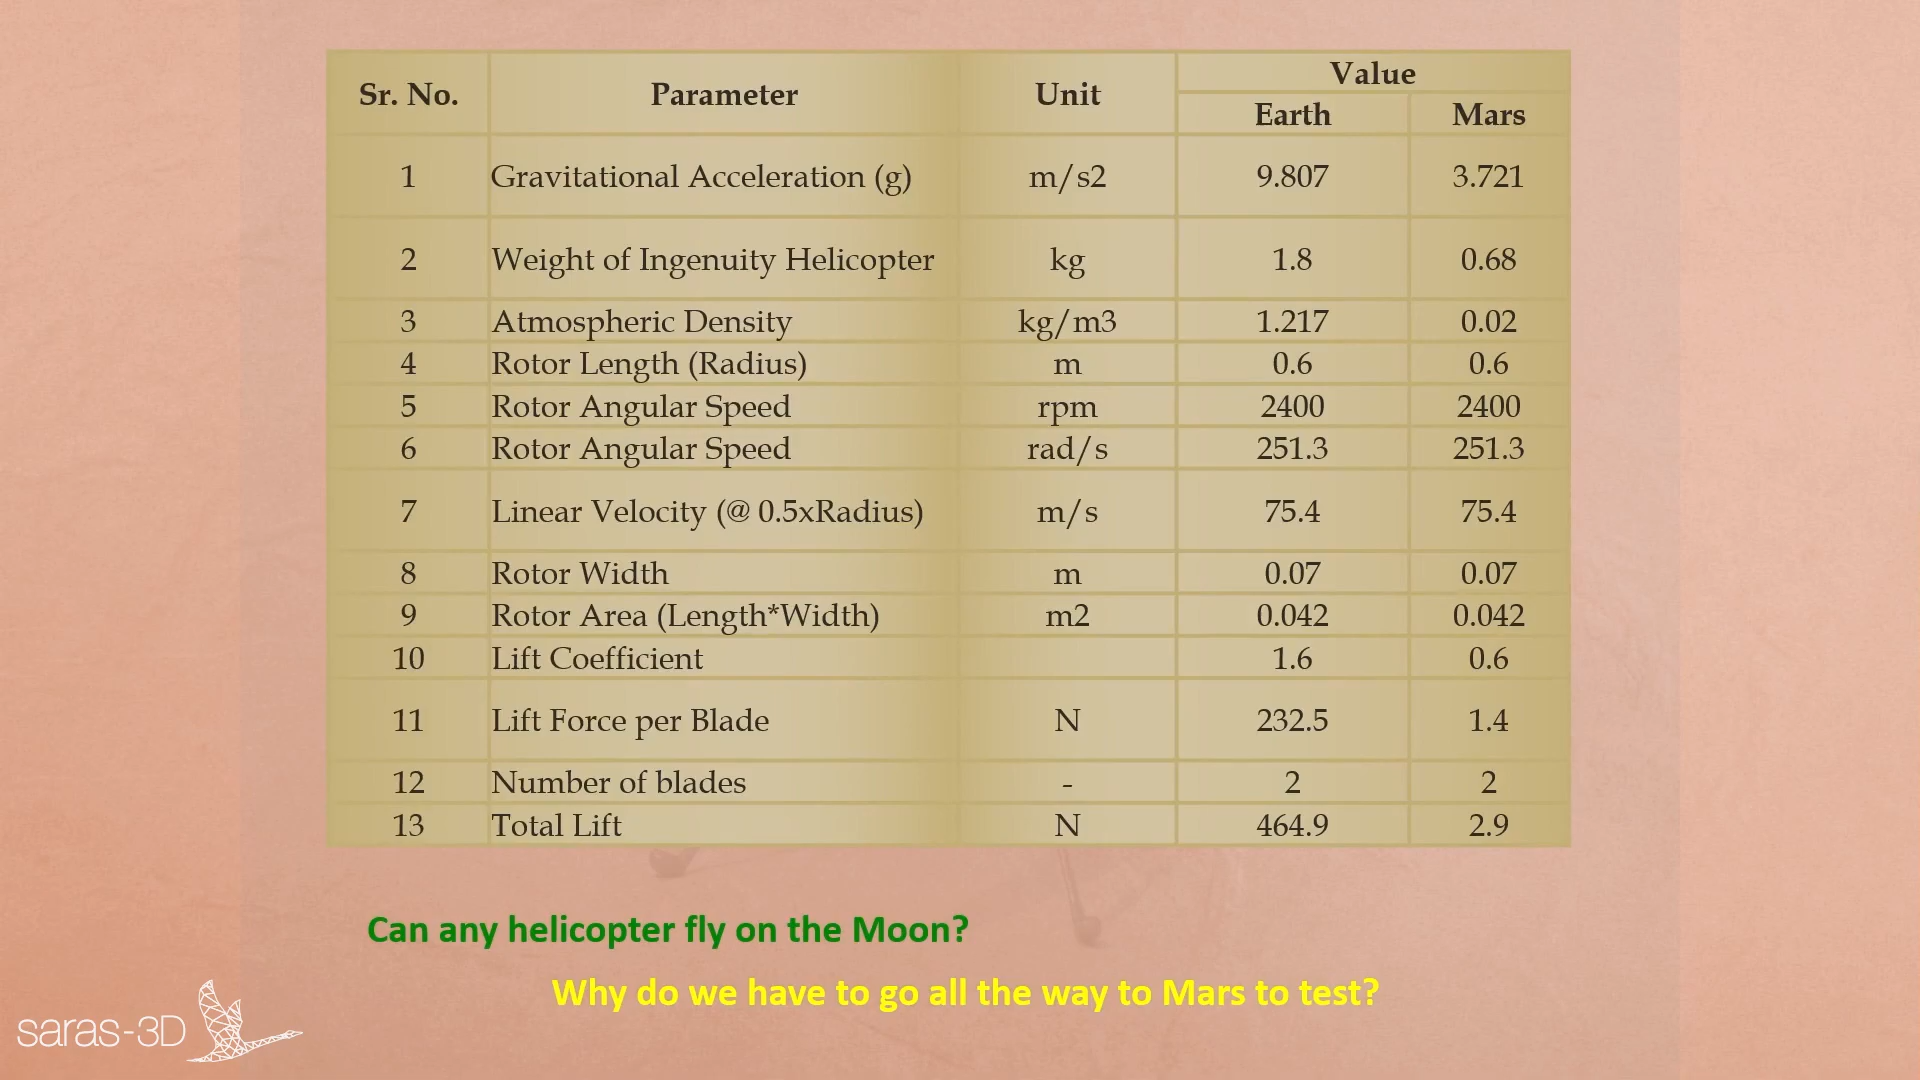 Sr. No. Parameter Unit Value
Earth Mars
1 Gravitational Acceleration (g) m/s2 9.807 3.721
2 Weight of Ingenuity Helicopter kg 1.8 0.68
3 Atmospheric Density kg/m3 1.217 0.02
4 Rotor Length (Radius) m 0.6 0.6
5 Rotor Angular Speed rpm 2400 2400
6 Rotor Angular Speed rad/s 251.3 251.3
7 Linear Velocity (@ 0.5xRadius) m/s 75.4 75.4
8 Rotor Width m 0.07 0.07
9 Rotor Area (Length*Width) m2 0.042 0.042
10 Lift Coefficient 1.6 0.6
11 Lift Force per Blade N 232.5 1.4
12 Number of blades - 2 2
13 Total Lift N 464.9 2.9
Can any helicopter fly on the Moon?
Why do we have to go all the way to Mars to test?
saras-3D